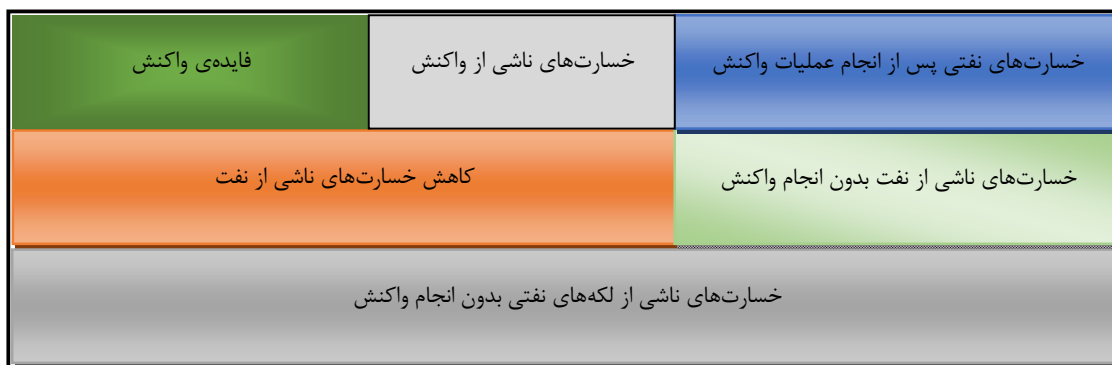 خسارت‌های نفتی پس از انجام عملیات واکنش
خسارت‌های ناشی از واکنش
فایده‌ی واکنش
خسارت‌های ناشی از نفت بدون انجام واکنش
کاهش خسارت‌های ناشی از نفت
خسارت‌های ناشی از لکه‌های نفتی بدون انجام واکنش